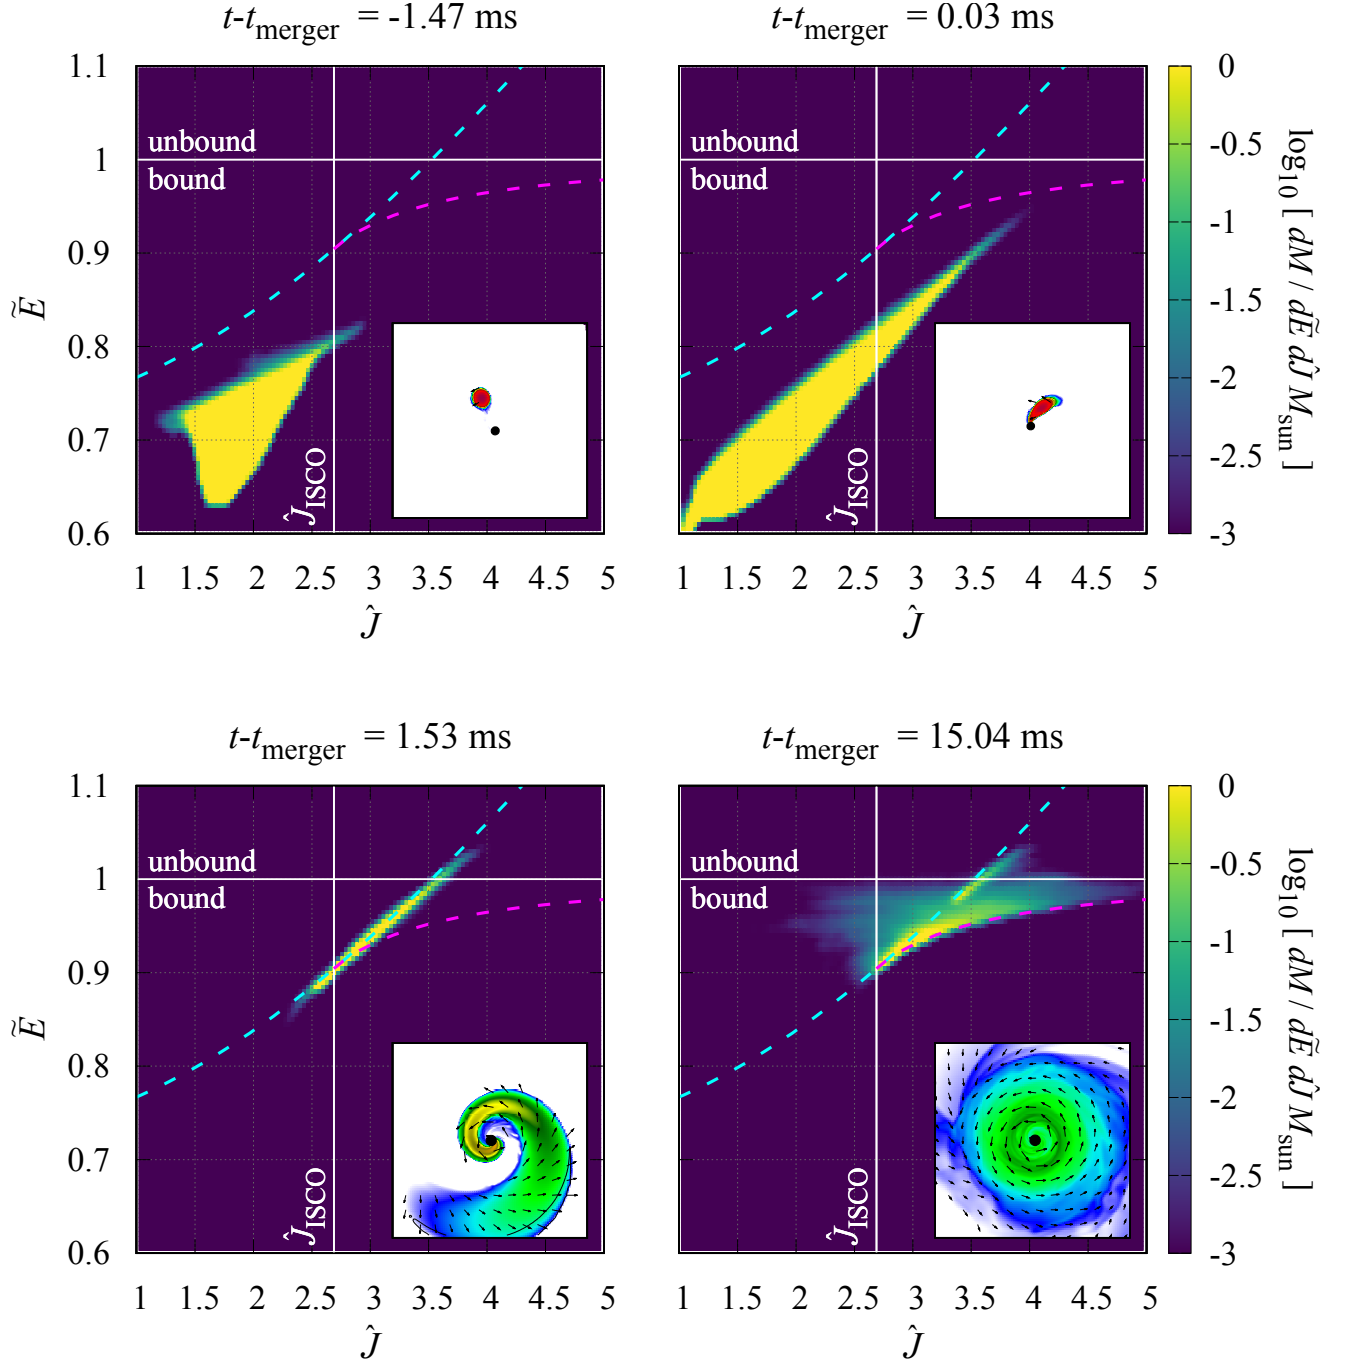 t-t_merger = -1.47 ms
t-t_merger = 0.03 ms
1.1
1
0.9
0.8
0.7
0.6
Ẽ
unbound
bound
Ĵ_ISCO
1 1.5 2 2.5 3 3.5 4 4.5 5
Ĵ
unbound
bound
Ĵ_ISCO
1 1.5 2 2.5 3 3.5 4 4.5 5
Ĵ
0
-0.5
-1
-1.5
-2
-2.5
-3
log₁₀ [ dM / dẼ dĴ M_sun ]
t-t_merger = 1.53 ms
t-t_merger = 15.04 ms
1.1
1
0.9
0.8
0.7
0.6
Ẽ
unbound
bound
Ĵ_ISCO
1 1.5 2 2.5 3 3.5 4 4.5 5
Ĵ
unbound
bound
Ĵ_ISCO
1 1.5 2 2.5 3 3.5 4 4.5 5
Ĵ
0
-0.5
-1
-1.5
-2
-2.5
-3
log₁₀ [ dM / dẼ dĴ M_sun ]